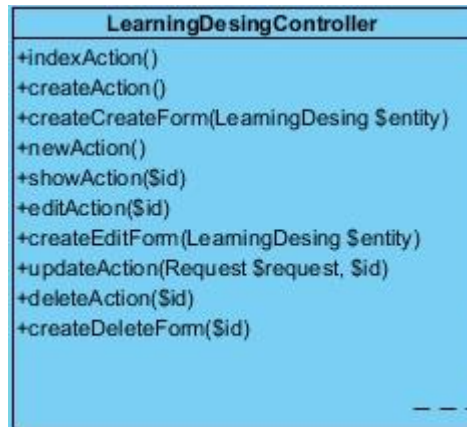 LearningDesingController
+indexAction()
+createAction()
+createCreateForm(LearningDesing $entity)
+newAction()
+showAction($id)
+editAction($id)
+createEditForm(LearningDesing $entity)
+updateAction(Request $request, $id)
+deleteAction($id)
+createDeleteForm($id)